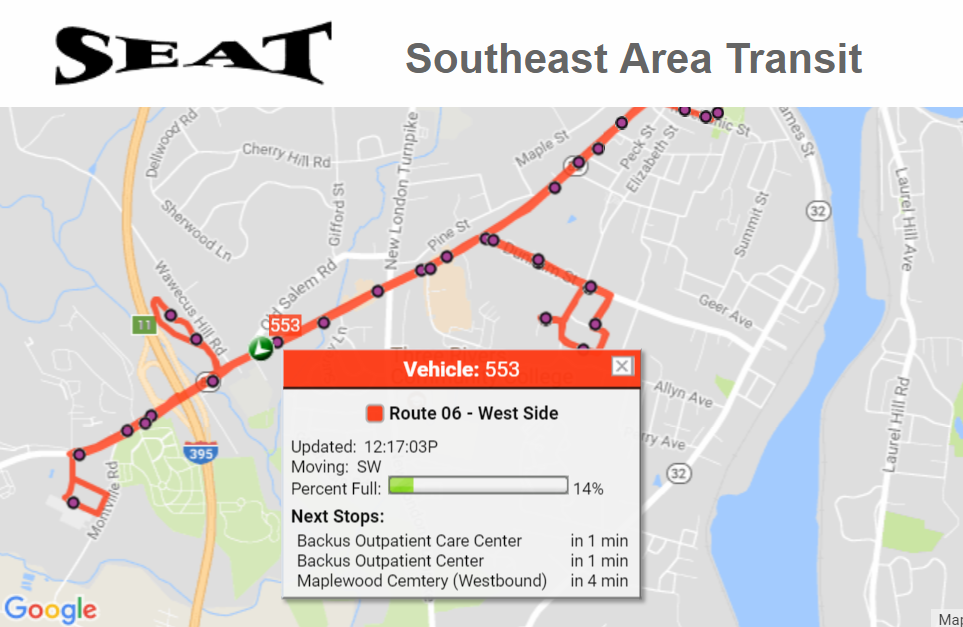 SEAT
Southeast Area Transit
Dellwood Rd
Cherry Hill Rd
New London Turnpike
Maple St
Peck St
Elizabeth St
ames St
32
Laurel Hill Ave
Sherwood Ln
Gifford St
Pine St
Summit St
Wawecus Hill Rd
Salem Rd
11
553
Geer Ave
Vehicle: 553
Route 06 - West Side
Allyn Ave
rry Ave
Laurel Hill Rd
Updated: 12:17:03P
Moving: SW
395
32
Percent Full: 14%
Montville Rd
Next Stops:
Backus Outpatient Care Center in 1 min
Backus Outpatient Center in 1 min
Maplewood Cemtery (Westbound) in 4 min
Google
Map